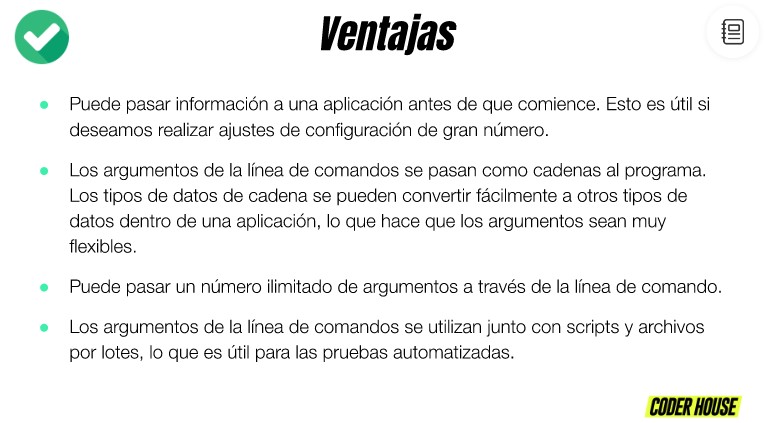 Ventajas
Puede pasar información a una aplicación antes de que comience. Esto es útil si
deseamos realizar ajustes de configuración de gran número.
Los argumentos de la línea de comandos se pasan como cadenas al programa.
Los tipos de datos de cadena se pueden convertir fácilmente a otros tipos de
datos dentro de una aplicación, lo que hace que los argumentos sean muy
flexibles.
Puede pasar un número ilimitado de argumentos a través de la línea de comando.
Los argumentos de la línea de comandos se utilizan junto con scripts y archivos
por lotes, lo que es útil para las pruebas automatizadas.
CODER HOUSE